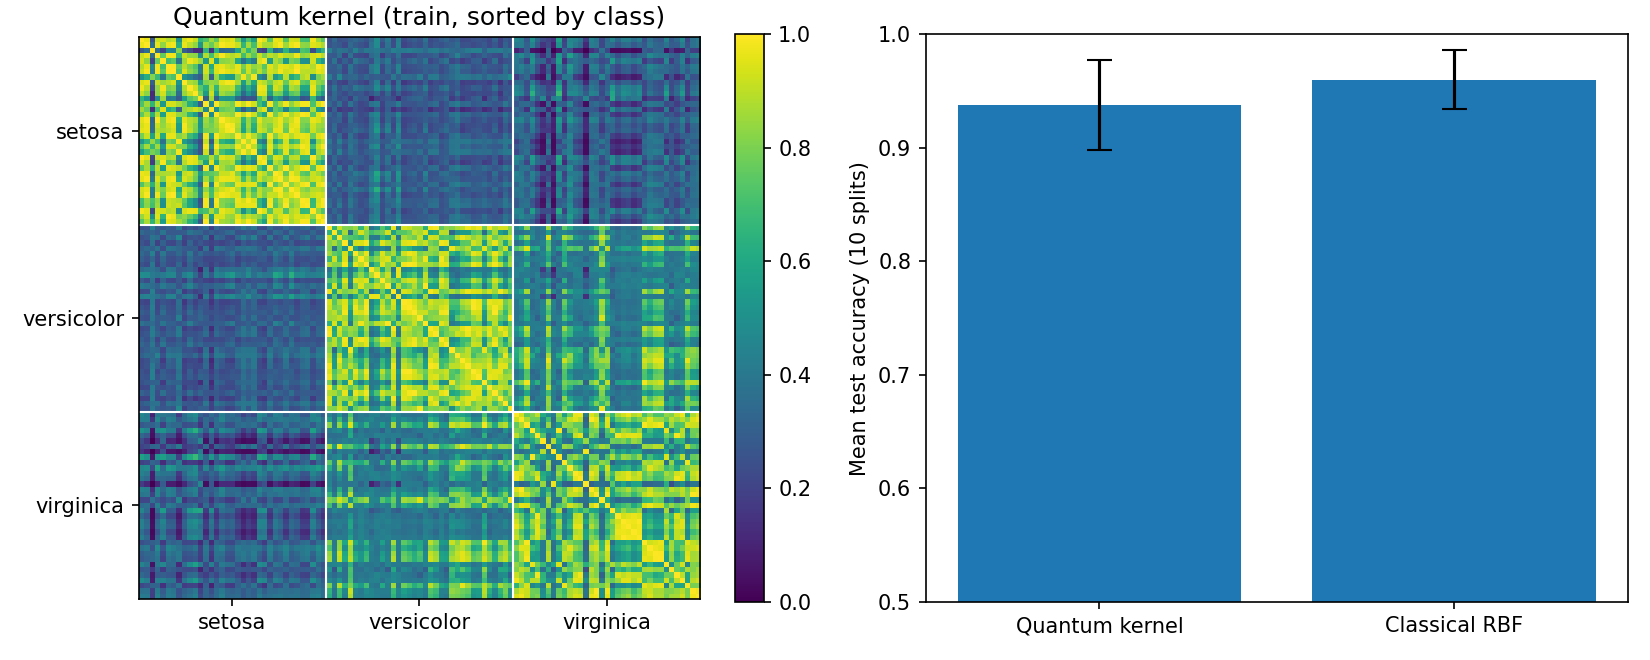 Quantum kernel (train, sorted by class)
setosa
versicolor
virginica
setosa
versicolor
virginica
1.0
0.8
0.6
0.4
0.2
0.0
Mean test accuracy (10 splits)
1.0
0.9
0.8
0.7
0.6
0.5
Quantum kernel
Classical RBF